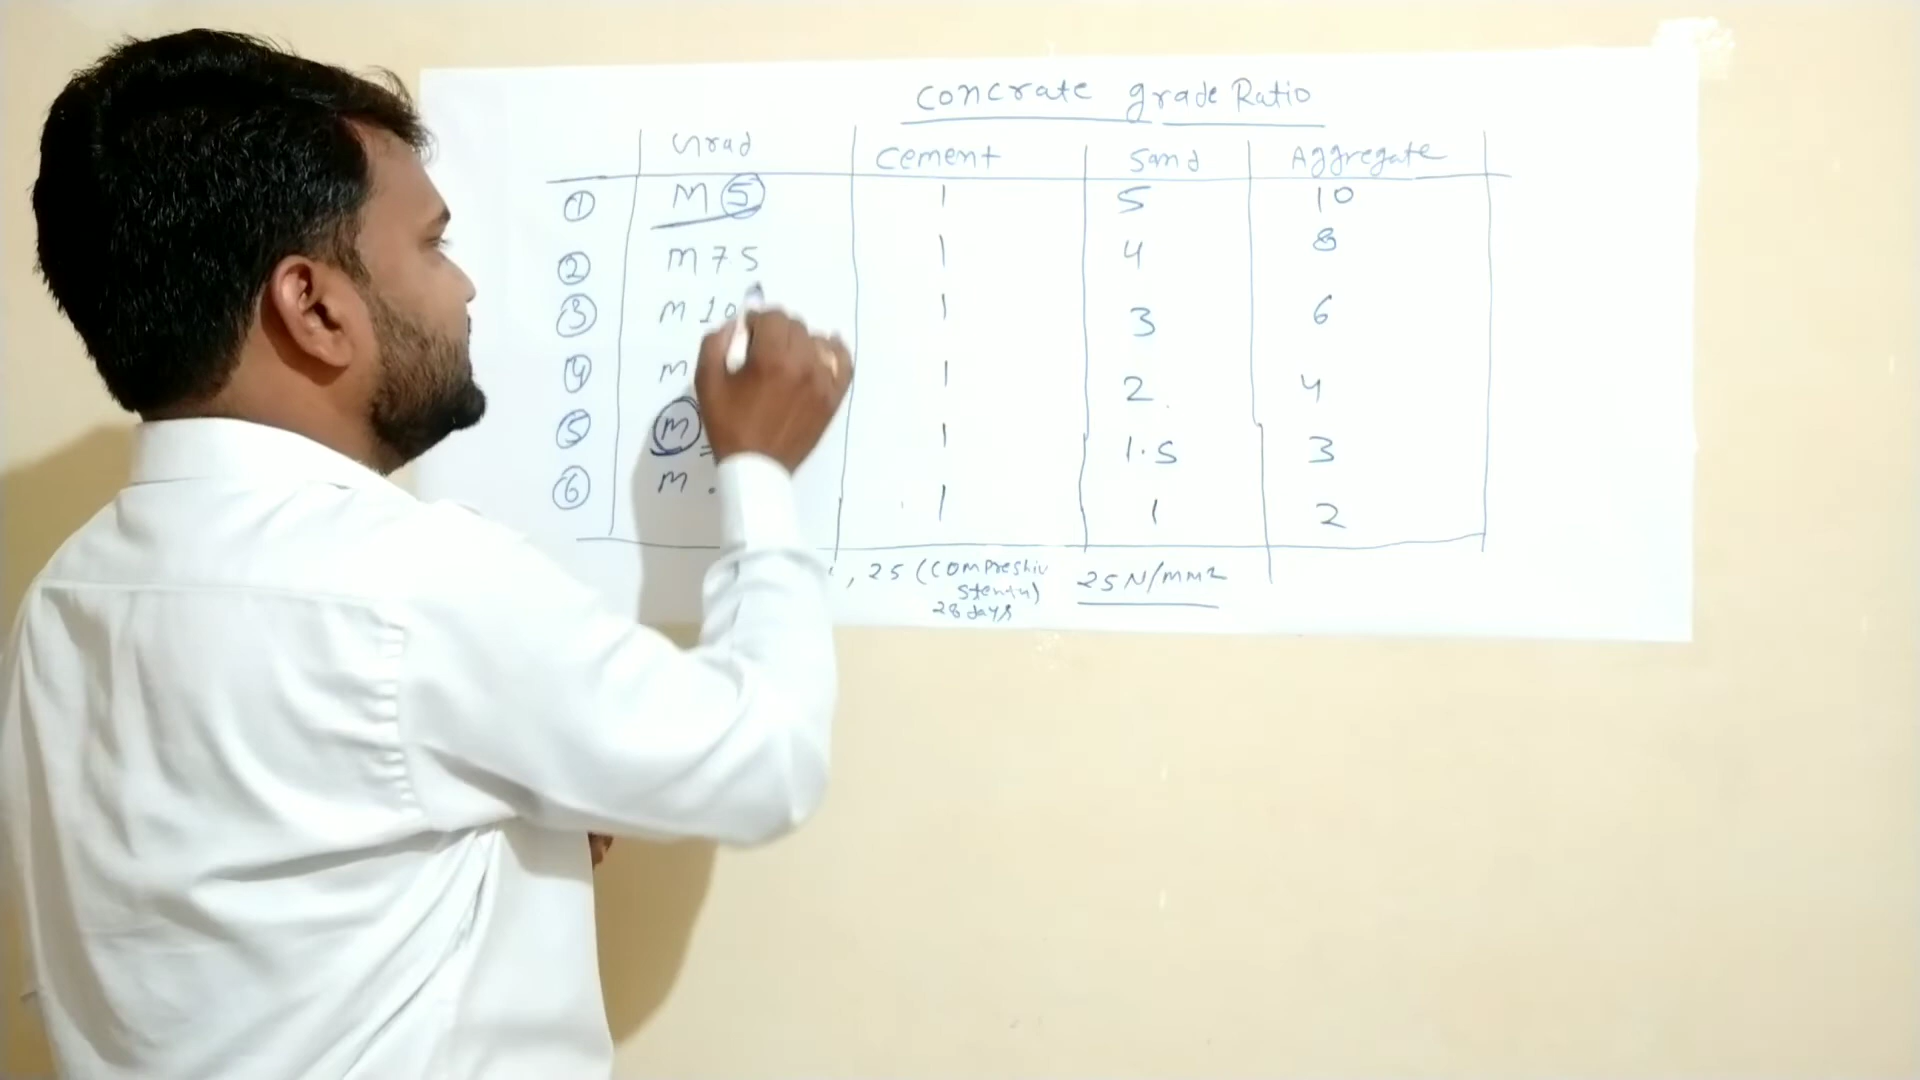 Concrate grade Ratio
Grad Cement Sand Aggregate
① M 5 1 5 10
② M 7 5 1 4 8
③ M 10 1 3 6
④ M 1 2 4
⑤ M 1 1.5 3
⑥ M 1 1 2
, 25 (Compreshiv 25 N/mm2
28 days